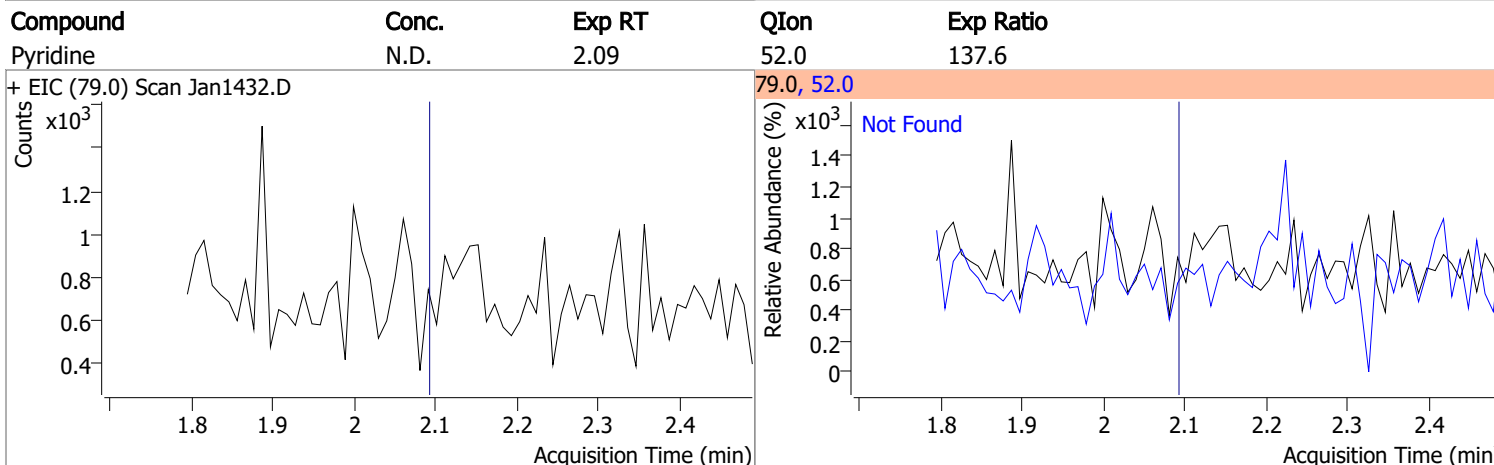 Compound Conc. Exp RT QIon Exp Ratio
Pyridine N.D. 2.09 52.0 137.6
+ EIC (79.0) Scan Jan1432.D
Counts
x10³
1.2
1
0.8
0.6
0.4
1.8 1.9 2 2.1 2.2 2.3 2.4
Acquisition Time (min)
79.0, 52.0
Relative Abundance (%)
x10³
Not Found
1.4
1.2
1
0.8
0.6
0.4
0.2
0
1.8 1.9 2 2.1 2.2 2.3 2.4
Acquisition Time (min